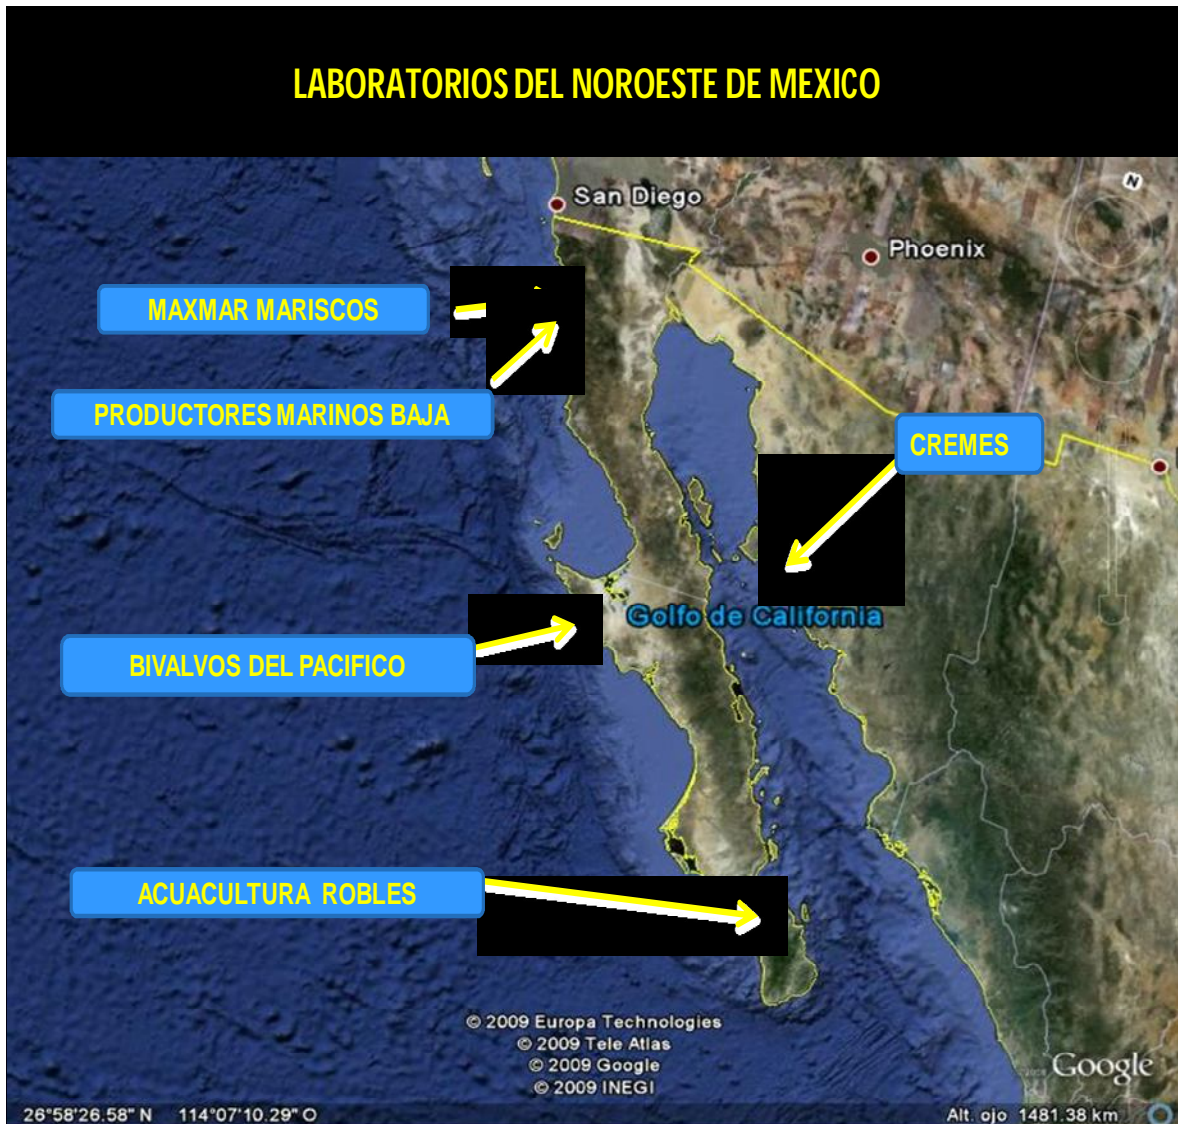 LABORATORIOS DEL NOROESTE DE MEXICO
San Diego
N
Phoenix
MAXMAR MARISCOS
PRODUCTORES MARINOS BAJA
CREMES
Golfo de California
BIVALVOS DEL PACIFICO
ACUACULTURA ROBLES
© 2009 Europa Technologies
© 2009 Tele Atlas
© 2009 Google
© 2009 INEGI
Google
26°58'26.58" N 114°07'10.29" O
Alt. ojo 1481.38 km